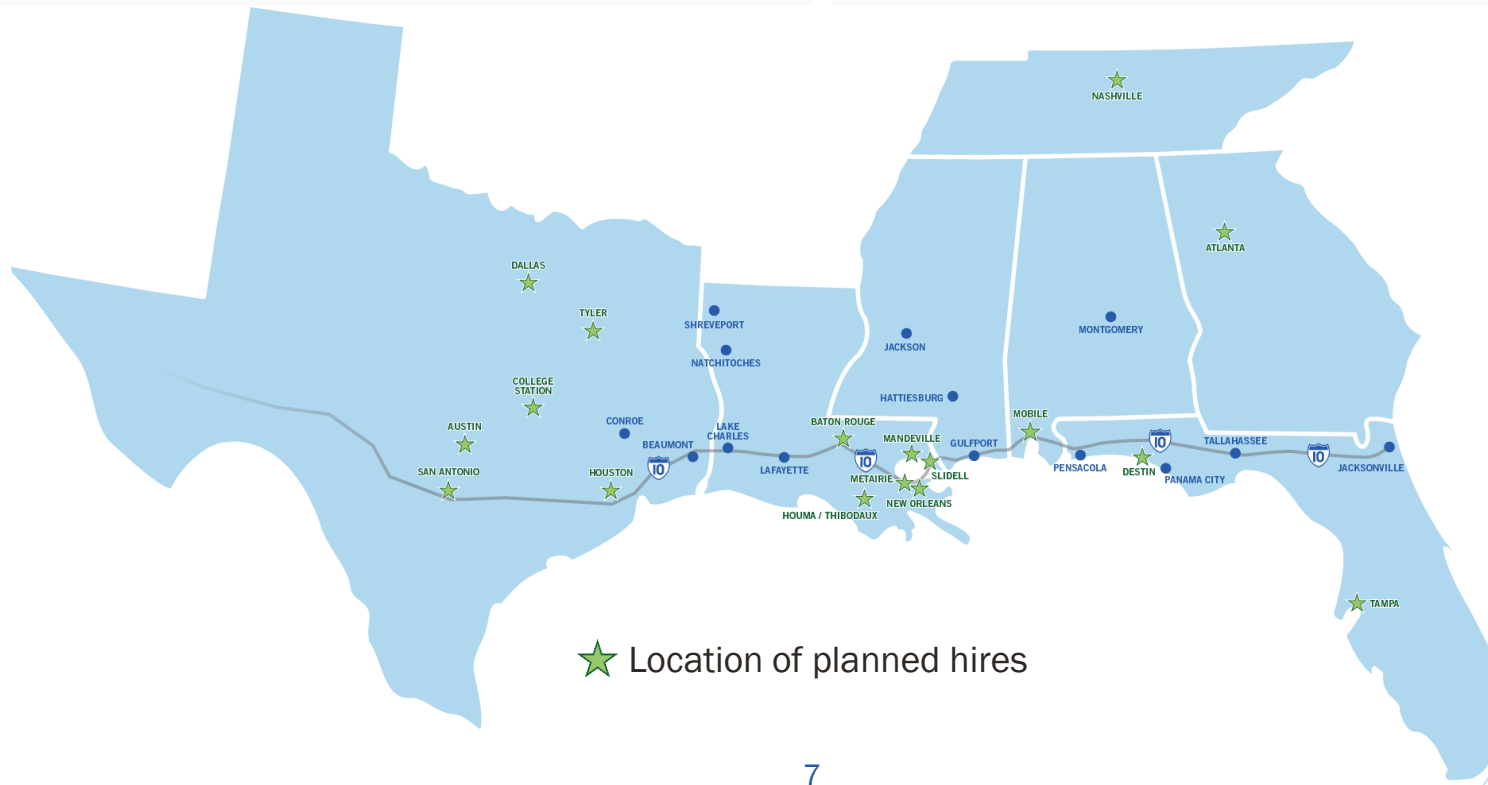 NASHVILLE
ATLANTA
DALLAS
TYLER
SHREVEPORT
MONTGOMERY
JACKSON
NATCHITOCHES
COLLEGE
STATION
HATTIESBURG
AUSTIN
CONROE
LAKE
CHARLES
BATON ROUGE
MOBILE
BEAUMONT
MANDEVILLE
GULFPORT
10
TALLAHASSEE
SAN ANTONIO
HOUSTON
10
LAFAYETTE
10
METAIRIE
SLIDELL
PENSACOLA
DESTIN
PANAMA CITY
10
JACKSONVILLE
HOUMA / THIBODAUX
NEW ORLEANS
TAMPA
Location of planned hires
7